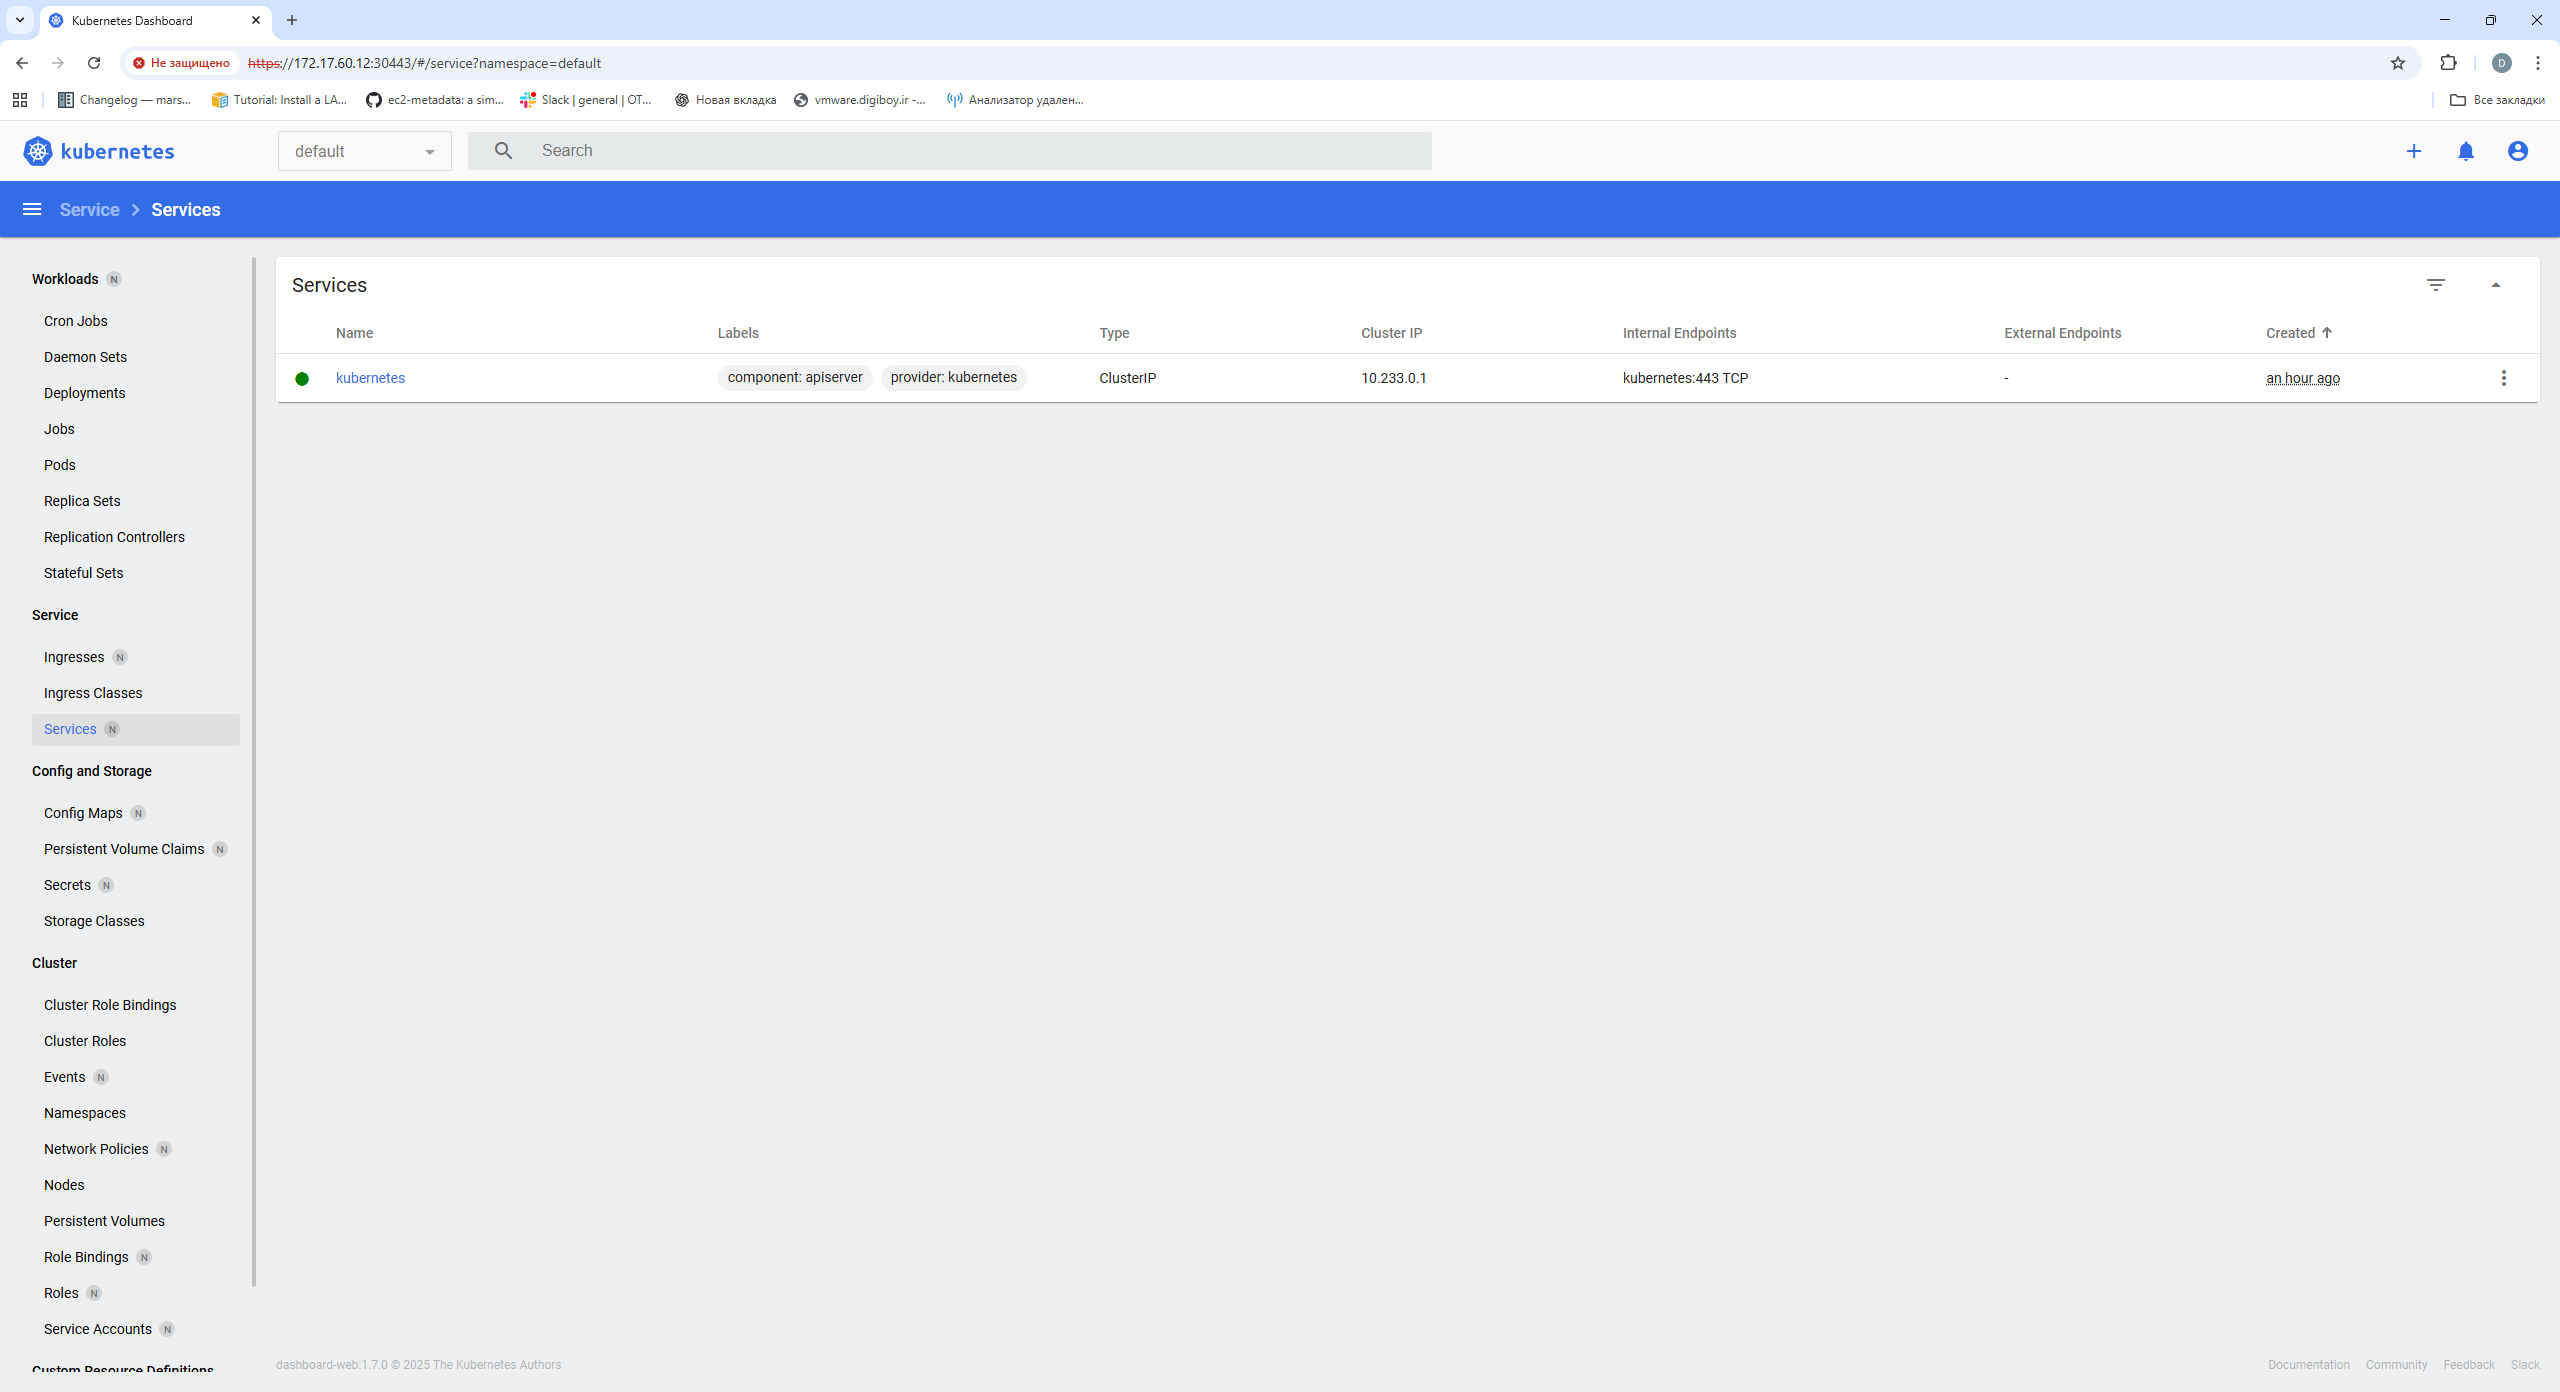 Kubernetes Dashboard
Не защищено https://172.17.60.12:30443/#/service?namespace=default
D
Changelog — mars... Tutorial: Install a LA... ec2-metadata: a sim... Slack | general | OT... Новая вкладка vmware.digiboy.ir -... Анализатор удален... Все закладки
kubernetes default Search
Service Services
Workloads N
Cron Jobs
Daemon Sets
Deployments
Jobs
Pods
Replica Sets
Replication Controllers
Stateful Sets
Service
Ingresses N
Ingress Classes
Services N
Config and Storage
Config Maps N
Persistent Volume Claims N
Secrets N
Storage Classes
Cluster
Cluster Role Bindings
Cluster Roles
Events N
Namespaces
Network Policies N
Nodes
Persistent Volumes
Role Bindings N
Roles N
Service Accounts N
Custom Resource Definitions
Services
Name Labels Type Cluster IP Internal Endpoints External Endpoints Created
kubernetes component: apiserver provider: kubernetes ClusterIP 10.233.0.1 kubernetes:443 TCP - an hour ago
dashboard-web:1.7.0 © 2025 The Kubernetes Authors Documentation Community Feedback Slack